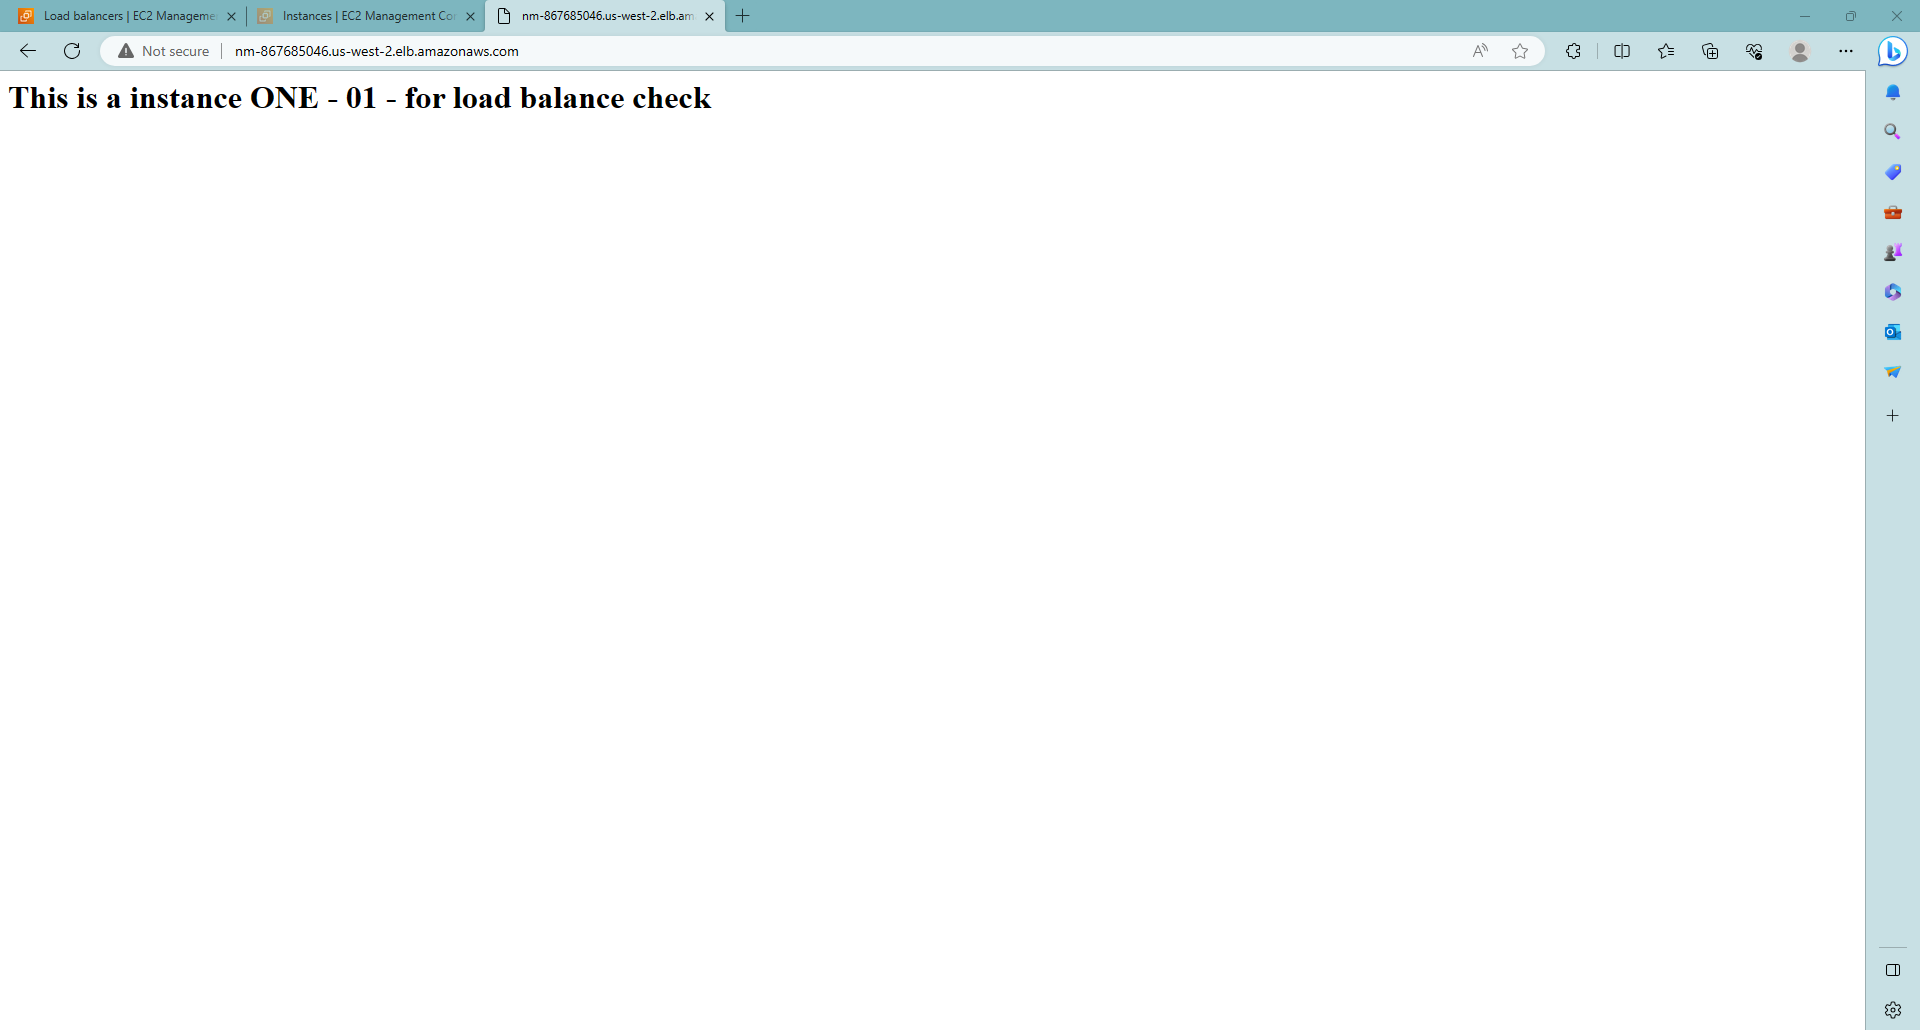 Load balancers | EC2 Manageme
Instances | EC2 Management Co
nm-867685046.us-west-2.elb.am
Not secure
nm-867685046.us-west-2.elb.amazonaws.com
This is a instance ONE - 01 - for load balance check